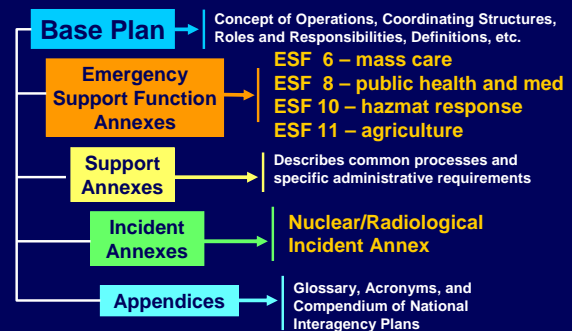 Base Plan
Concept of Operations, Coordinating Structures,
Roles and Responsibilities, Definitions, etc.
Emergency
Support Function
Annexes
ESF 6 – mass care
ESF 8 – public health and med
ESF 10 – hazmat response
ESF 11 – agriculture
Support
Annexes
Describes common processes and
specific administrative requirements
Incident
Annexes
Nuclear/Radiological
Incident Annex
Appendices
Glossary, Acronyms, and
Compendium of National
Interagency Plans